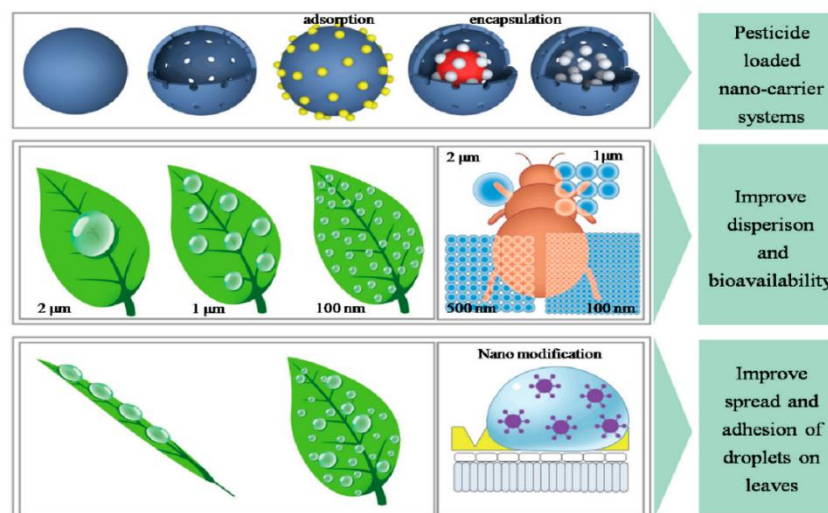 adsorption
encapsulation
Pesticide
loaded
nano-carrier
systems
2 μm
1 μm
100 nm
2 μm
1μm
500 nm
100 nm
Improve
disperison
and
bioavailability
Nano modification
Improve
spread and
adhesion of
droplets on
leaves